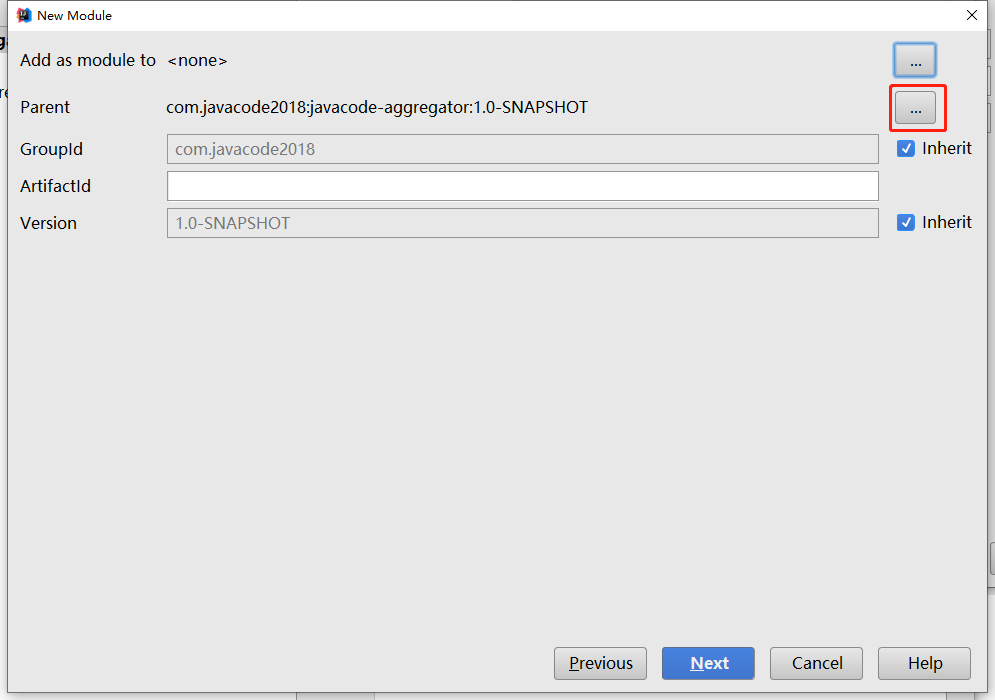 New Module
Add as module to <none> ...
Parent com.javacode2018:javacode-aggregator:1.0-SNAPSHOT ...
GroupId com.javacode2018 Inherit
ArtifactId
Version 1.0-SNAPSHOT Inherit
Previous Next Cancel Help